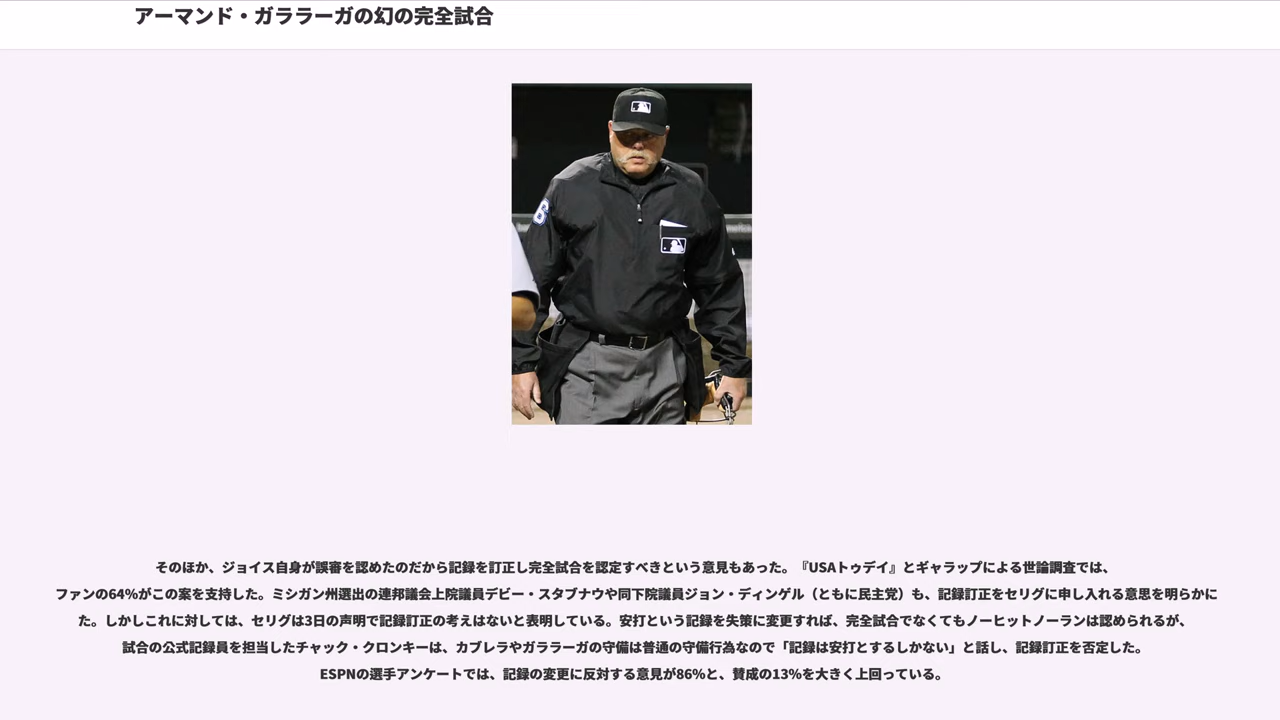 アーマンド・ガララーガの幻の完全試合
6
そのほか、ジョイス自身が誤審を認めたのだから記録を訂正し完全試合を認定すべきという意見もあった。『USAトゥデイ』とギャラップによる世論調査では、
ファンの64%がこの案を支持した。ミシガン州選出の連邦議会上院議員デビー・スタブナウや同下院議員ジョン・ディンゲル（ともに民主党）も、記録訂正をセリグに申し入れる意思を明らかに
た。しかしこれに対しては、セリグは3日の声明で記録訂正の考えはないと表明している。安打という記録を失策に変更すれば、完全試合でなくてもノーヒットノーランは認められるが、
試合の公式記録員を担当したチャック・クロンキーは、カブレラやガララーガの守備は普通の守備行為なので「記録は安打とするしかない」と話し、記録訂正を否定した。
ESPNの選手アンケートでは、記録の変更に反対する意見が86%と、賛成の13%を大きく上回っている。